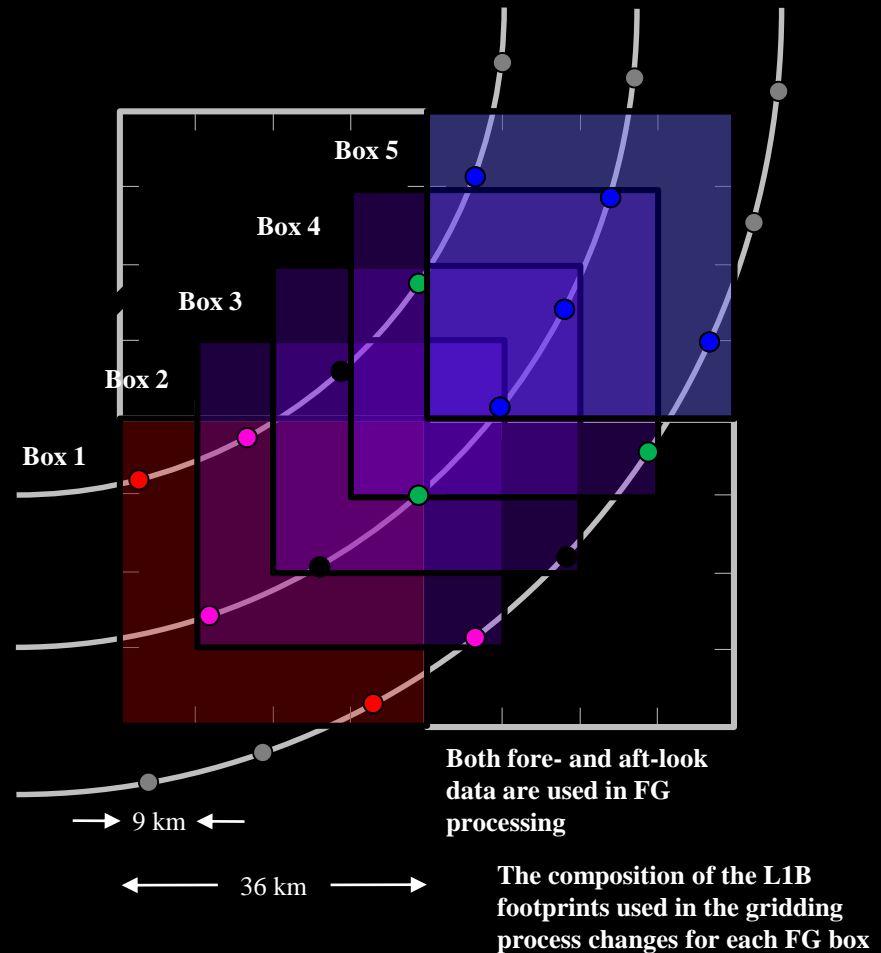 Box 5
Box 4
Box 3
Box 2
Box 1
Both fore- and aft-look
data are used in FG
processing
9 km
36 km
The composition of the L1B
footprints used in the gridding
process changes for each FG box